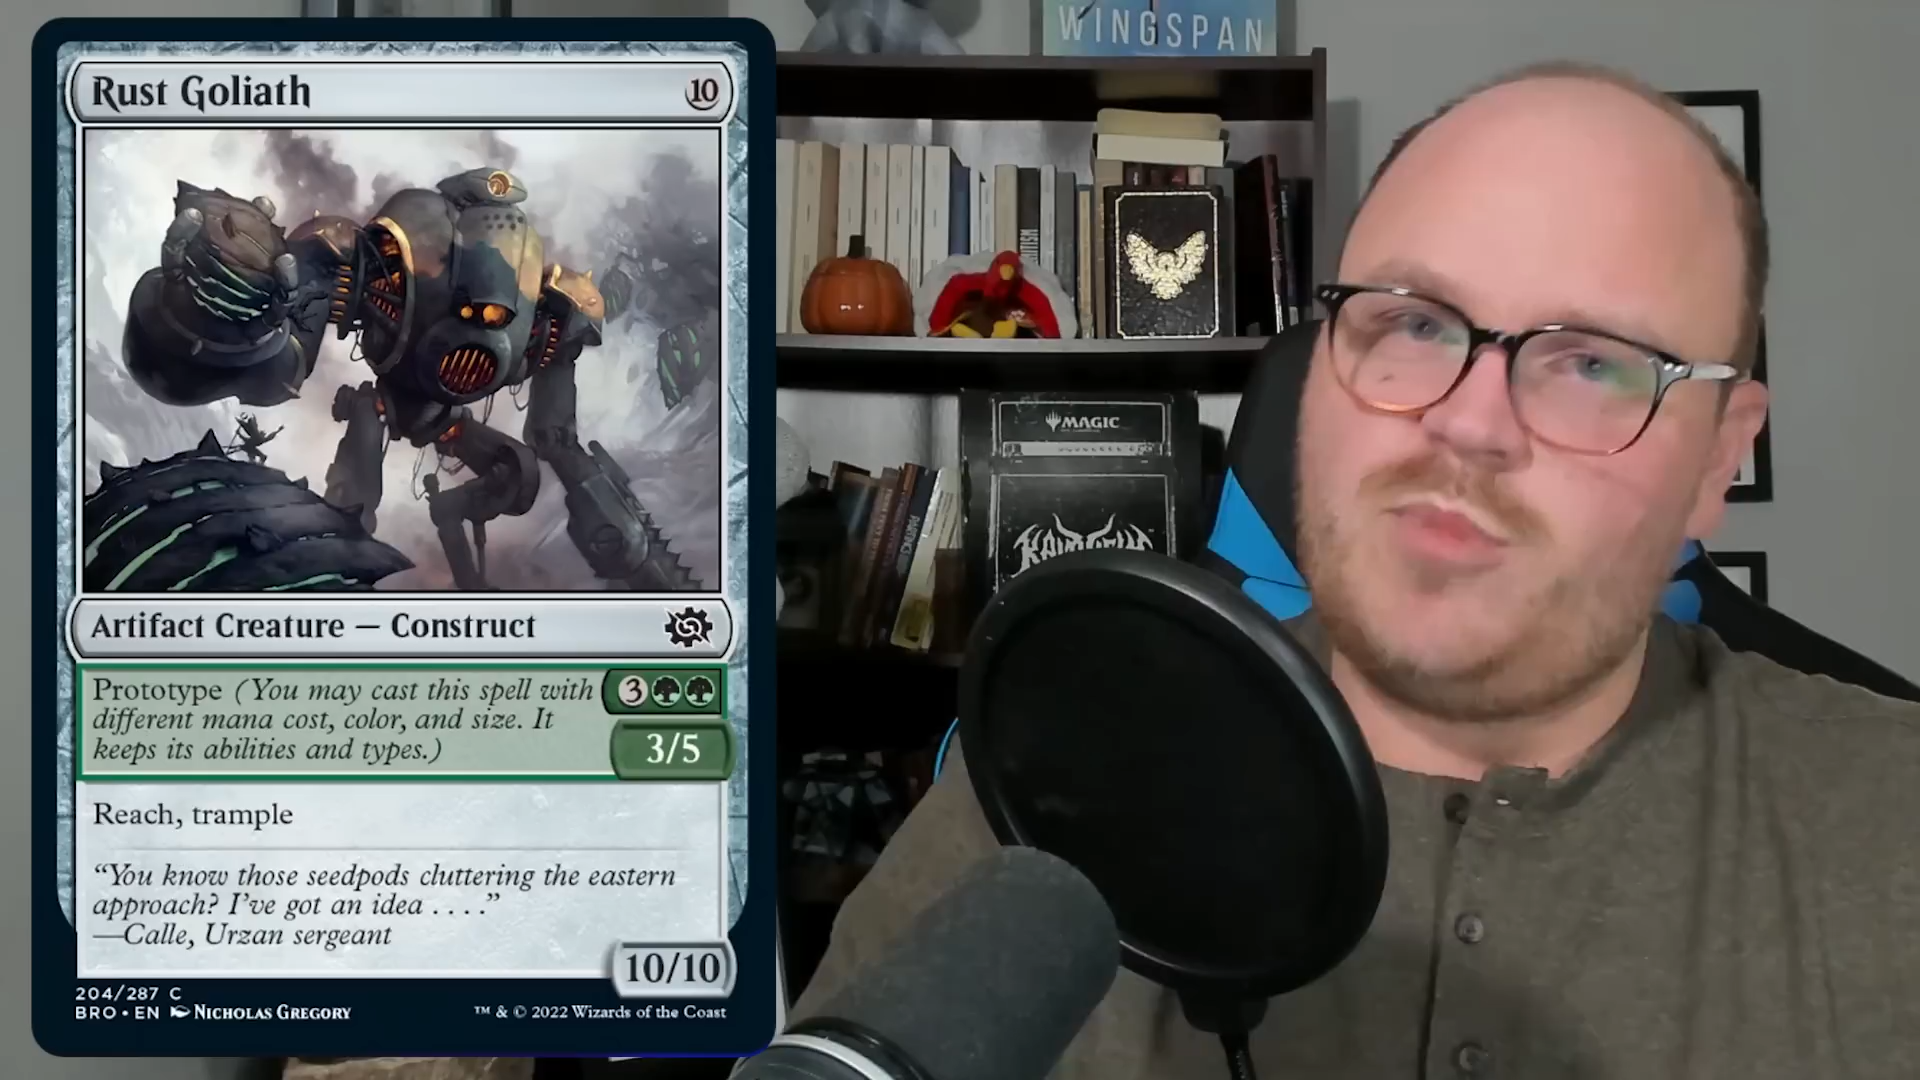 Rust Goliath
10
Artifact Creature — Construct
Prototype (You may cast this spell with
different mana cost, color, and size. It
keeps its abilities and types.)
3
3/5
Reach, trample
“You know those seedpods cluttering the eastern
approach? I've got an idea . . . .”
—Calle, Urzan sergeant
10/10
204/287 C
BRO • EN Nicholas Gregory
™ & © 2022 Wizards of the Coast
WINGSPAN
MAGIC